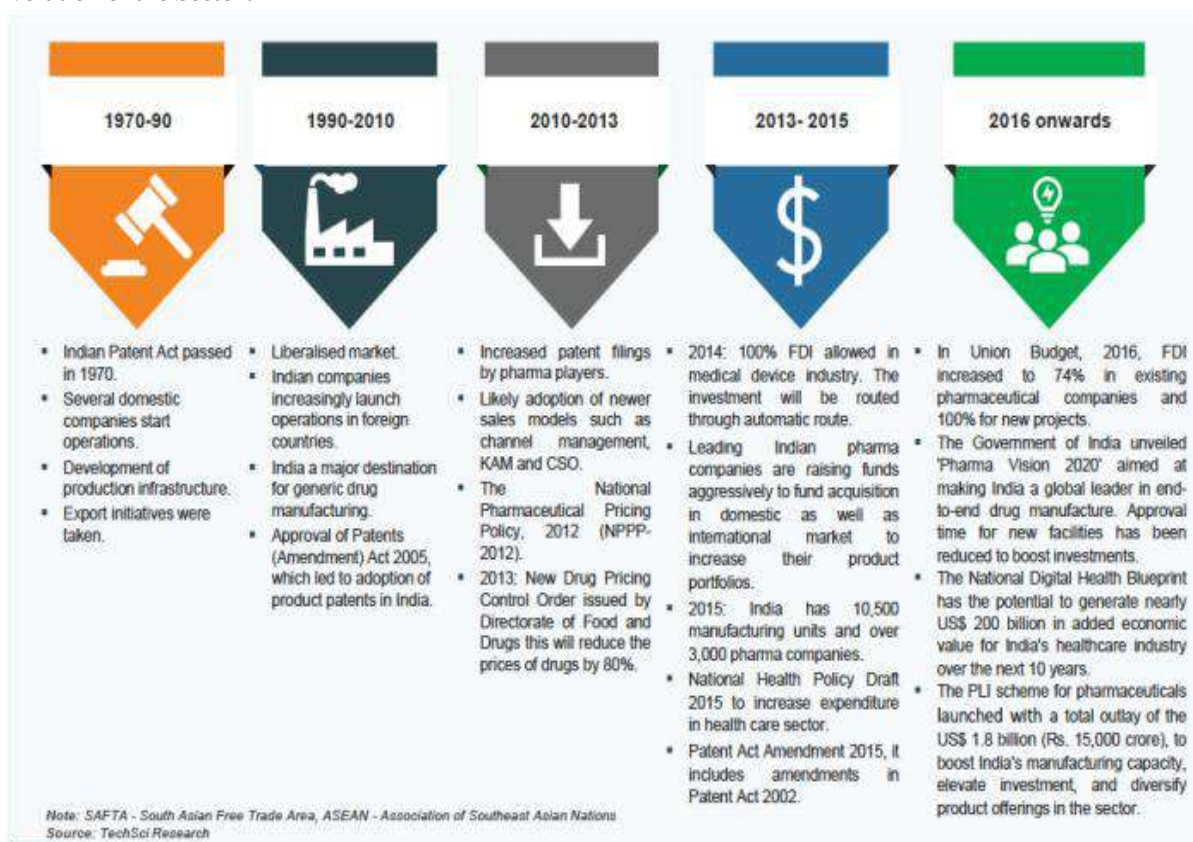 1970-90
Indian Patent Act passed
in 1970.
Several domestic
companies start
operations.
Development of
production infrastructure.
Export initiatives were
taken.
1990-2010
Liberalised market.
Indian companies
increasingly launch
operations in foreign
countries.
India a major destination
for generic drug
manufacturing.
Approval of Patents
(Amendment) Act 2005,
which led to adoption of
product patents in India.
2010-2013
Increased patent filings
by pharma players.
Likely adoption of newer
sales models such as
channel management,
KAM and CSO.
The National
Pharmaceutical Pricing
Policy, 2012 (NPPP-
2012).
2013: New Drug Pricing
Control Order issued by
Directorate of Food and
Drugs this will reduce the
prices of drugs by 80%.
2013- 2015
2014: 100% FDI allowed in
medical device industry. The
investment will be routed
through automatic route.
Leading Indian pharma
companies are raising funds
aggressively to fund acquisition
in domestic as well as
international market to
increase their product
portfolios.
2015: India has 10,500
manufacturing units and over
3,000 pharma companies.
National Health Policy Draft
2015 to increase expenditure
in health care sector.
Patent Act Amendment 2015, it
includes amendments in
Patent Act 2002.
2016 onwards
In Union Budget, 2016, FDI
increased to 74% in existing
pharmaceutical companies and
100% for new projects.
The Government of India unveiled
'Pharma Vision 2020' aimed at
making India a global leader in end-
to-end drug manufacture. Approval
time for new facilities has been
reduced to boost investments.
The National Digital Health Blueprint
has the potential to generate nearly
US$ 200 billion in added economic
value for India's healthcare industry
over the next 10 years.
The PLI scheme for pharmaceuticals
launched with a total outlay of the
US$ 1.8 billion (Rs. 15,000 crore), to
boost India's manufacturing capacity,
elevate investment, and diversify
product offerings in the sector.
Note: SAFTA - South Asian Free Trade Area, ASEAN - Association of Southeast Asian Nations
Source: TechSci Research